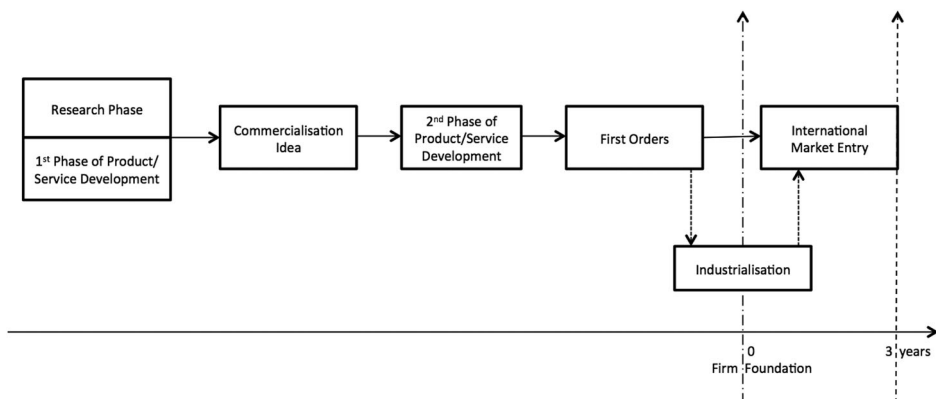 Research Phase
1st Phase of Product/
Service Development
Commercialisation
Idea
2nd Phase of
Product/Service
Development
First Orders
International
Market Entry
Industrialisation
0
3 years
Firm Foundation